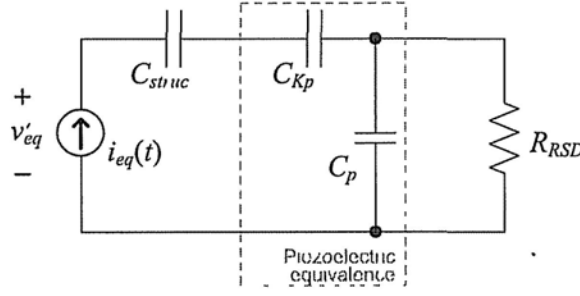 C_struc
C_Kp
+
v'_eq
−
i_eq(t)
C_p
R_RSD
Piezoelectric
equivalence